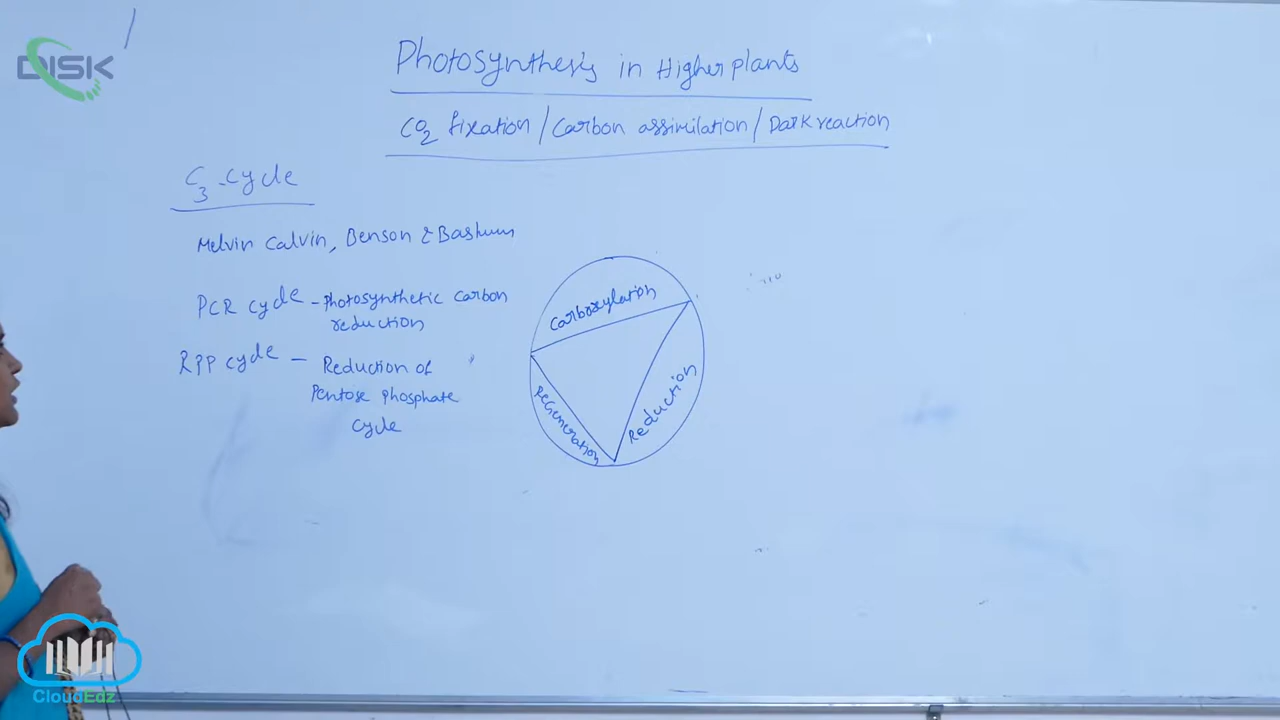 DISK
Photosynthesis in Higher plants
CO2 fixation / Carbon assimilation / Dark reaction
C3-Cycle
Melvin Calvin, Benson & Bashum
PCR cycle - Photosynthetic carbon
reduction
RPP cycle - Reduction of
Pentose phosphate
cycle
Carboxylation
Regeneration
Reduction
CloudEdz